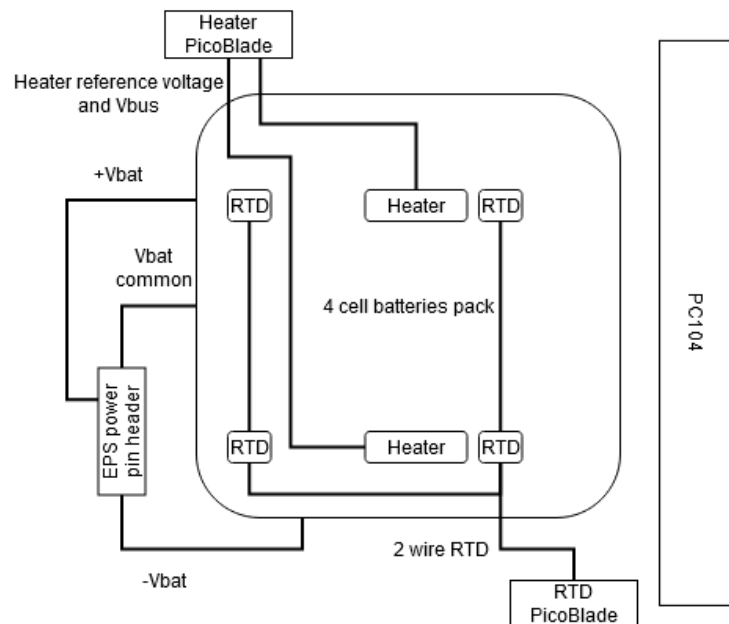 Heater
PicoBlade
Heater reference voltage
and Vbus
+Vbat
RTD
Heater
RTD
Vbat
common
4 cell batteries pack
PC104
EPS power
pin header
RTD
Heater
RTD
2 wire RTD
-Vbat
RTD
PicoBlade